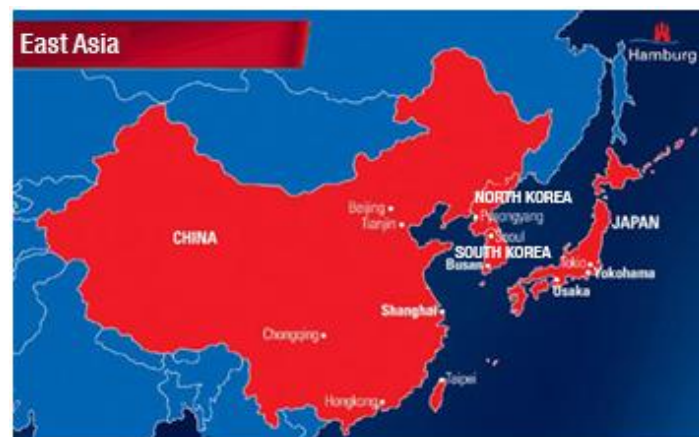 East Asia
Hamburg
NORTH KOREA
Beijing
Pyongyang
Tianjin
JAPAN
CHINA
Seoul
SOUTH KOREA
Busan
Tokio
Yokohama
Osaka
Shanghai
Chongqing
Taipei
Hongkong